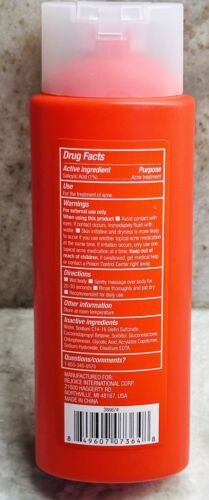 Drug Facts
Active ingredient Purpose
Salicylic Acid (1%) Acne treatment
Use
For the treatment of acne.
Warnings
For external use only
When using this product ■ Avoid contact with
eyes. If contact occurs, immediately flush with
water. ■ Skin irritation and dryness is more likely
to occur if you use another topical acne medication
at the same time. If irritation occurs, only use one
topical acne medication at a time. Keep out of
reach of children. If swallowed, get medical help
or contact a Poison Control Center right away.
Directions
■ Wet body ■ Gently massage over body for
20-30 seconds ■ Rinse thoroughly and pat dry
■ Recommended for daily use
Other information
Store at room temperature
Inactive ingredients
Water, Sodium C14-16 Olefin Sulfonate,
Cocamidopropyl Betaine, Sorbitol, Gluconolactone,
Chlorphenesin, Glycolic Acid, Acrylate Copolymer,
Sodium Hydroxide, Disodium EDTA
Questions/comments?
MANUFACTURED FOR:
REJOICE INTERNATIONAL CORP.
21800 HAGGERTY RD.
NORTHVILLE, MI 48167, USA
MADE IN CHINA
8 49607 07364 8